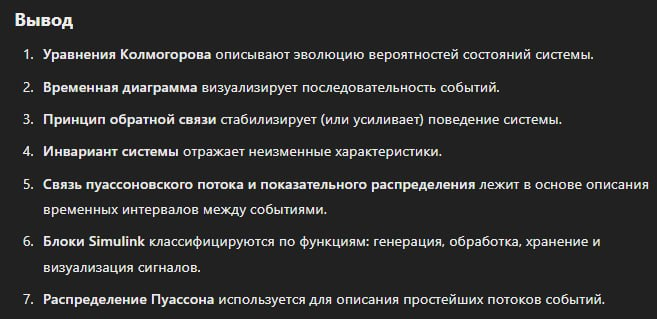 Вывод
1. Уравнения Колмогорова описывают эволюцию вероятностей состояний системы.
2. Временная диаграмма визуализирует последовательность событий.
3. Принцип обратной связи стабилизирует (или усиливает) поведение системы.
4. Инвариант системы отражает неизменные характеристики.
5. Связь пуассоновского потока и показательного распределения лежит в основе описания
временных интервалов между событиями.
6. Блоки Simulink классифицируются по функциям: генерация, обработка, хранение и
визуализация сигналов.
7. Распределение Пуассона используется для описания простейших потоков событий.